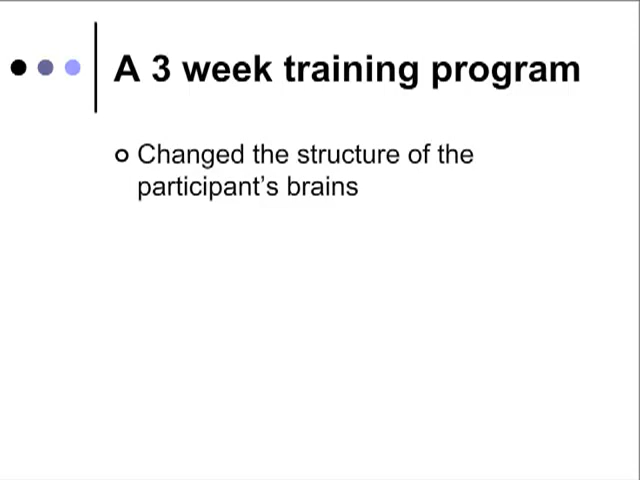 A 3 week training program
Changed the structure of the
participant’s brains